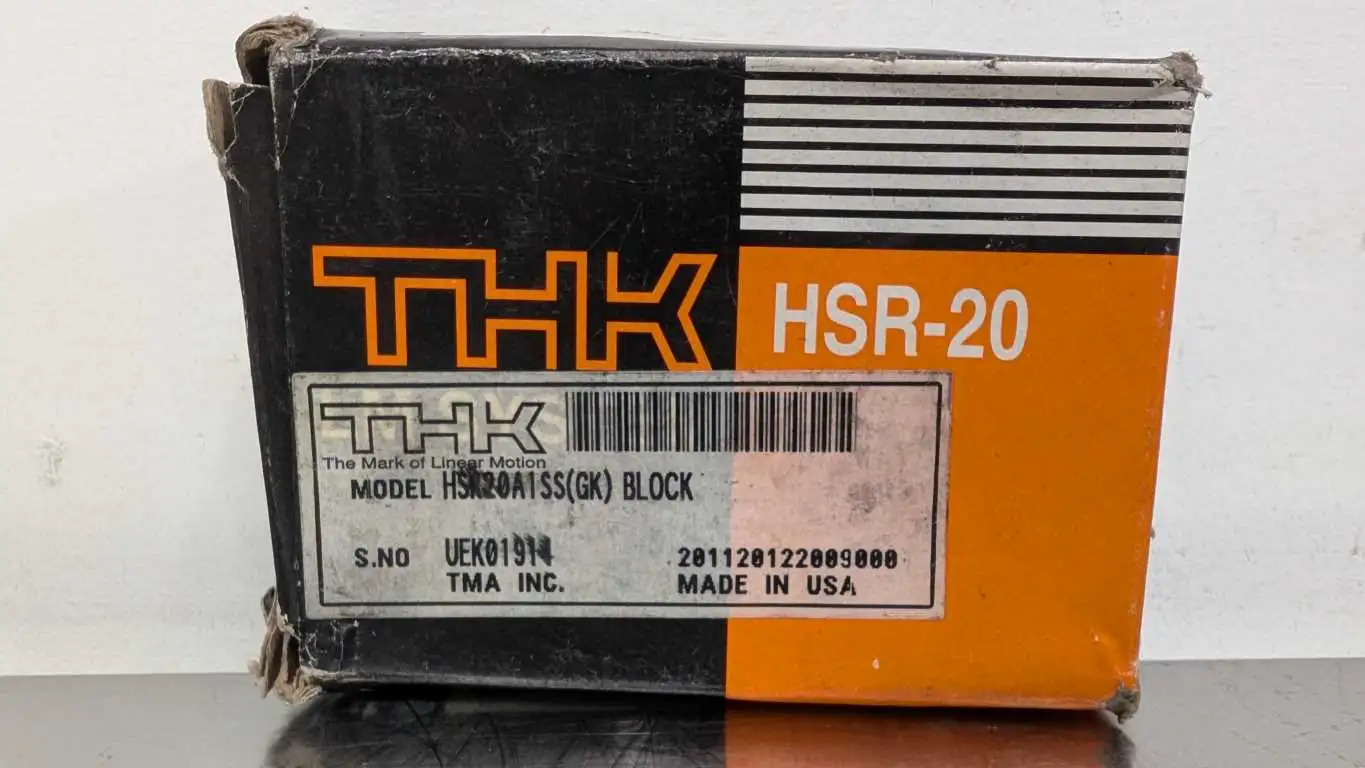 THK
HSR-20
THK
The Mark of Linear Motion
MODEL HSR20A1SS(GK) BLOCK
S.NO UEK01914 201120122009000
TMA INC. MADE IN USA